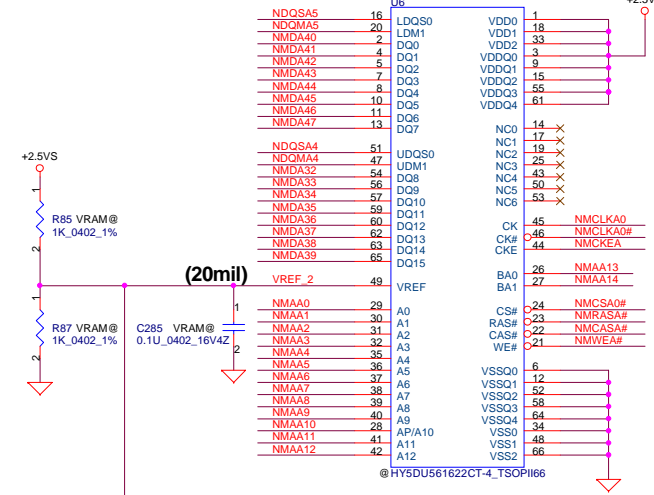 U6
+2.5V
NDQSA5 16 LDQS0 VDD0 1
NDQMA5 20 LDM1 VDD1 18
NMDA40 2 DQ0 VDD2 33
NMDA41 4 DQ1 VDDQ0 3
NMDA42 5 DQ2 VDDQ1 9
NMDA43 7 DQ3 VDDQ2 15
NMDA44 8 DQ4 VDDQ3 55
NMDA45 10 DQ5 VDDQ4 61
NMDA46 11 DQ6
NMDA47 13 DQ7 NC0 14
NC1 17
NDQSA4 51 UDQS0 NC2 19
NDQMA4 47 UDM1 NC3 25
NMDA32 54 DQ8 NC4 43
NMDA33 56 DQ9 NC5 50
NMDA34 57 DQ10 NC6 53
NMDA35 59 DQ11
NMDA36 60 DQ12 CK 45 NMCLKA0
NMDA37 62 DQ13 CK# 46 NMCLKA0#
NMDA38 63 DQ14 CKE 44 NMCKEA
NMDA39 65 DQ15
BA0 26 NMAA13
(20mil) VREF_2 49 VREF BA1 27 NMAA14
NMAA0 29 A0 CS# 24 NMCSA0#
NMAA1 30 A1 RAS# 23 NMRASA#
NMAA2 31 A2 CAS# 22 NMCASA#
NMAA3 32 A3 WE# 21 NMWEA#
NMAA4 35 A4
NMAA5 36 A5 VSSQ0 6
NMAA6 37 A6 VSSQ1 12
NMAA7 38 A7 VSSQ2 52
NMAA8 39 A8 VSSQ3 58
NMAA9 40 A9 VSSQ4 64
NMAA10 28 AP/A10 VSS0 34
NMAA11 41 A11 VSS1 48
NMAA12 42 A12 VSS2 66
@HY5DU561622CT-4_TSOPII66
+2.5VS
1
R85 VRAM@
1K_0402_1%
2
1
R87 VRAM@
1K_0402_1%
2
1
C285 VRAM@
0.1U_0402_16V4Z
2